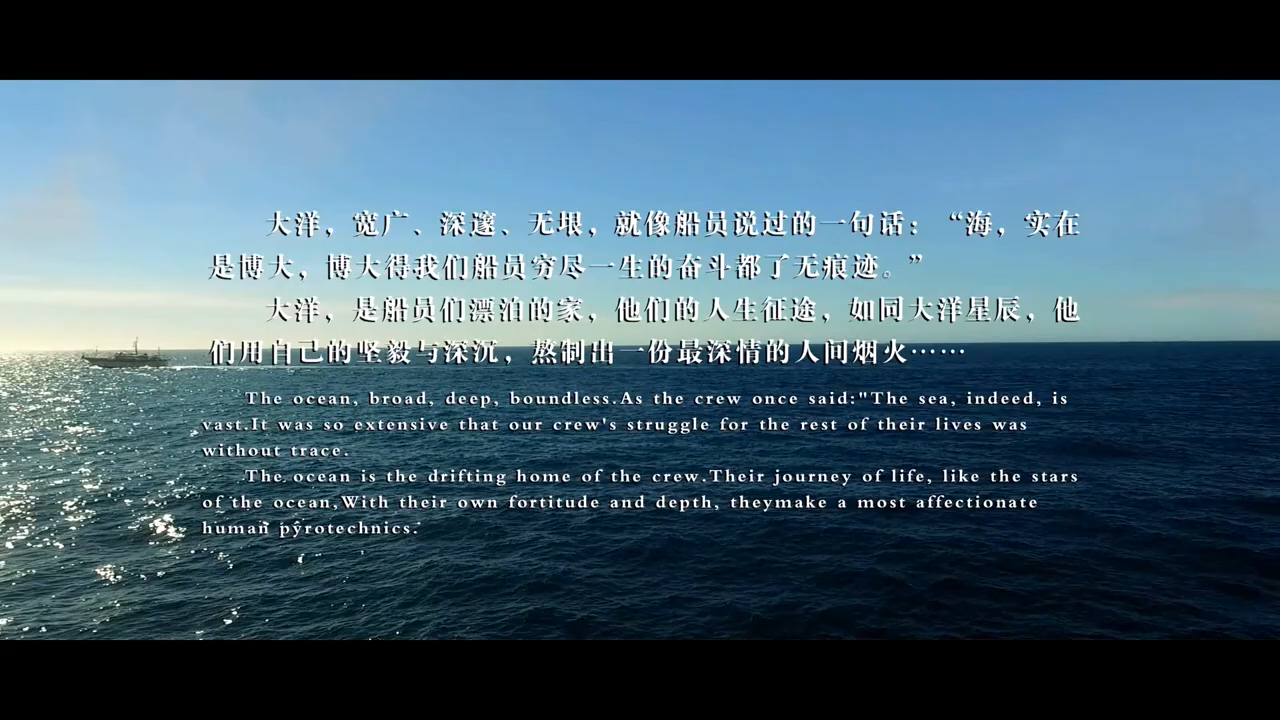 大洋，宽广、深邃、无垠，就像船员说过的一句话：“海，实在
是博大，博大得我们船员穷尽一生的奋斗都了无痕迹。”
大洋，是船员们漂泊的家，他们的人生征途，如同大洋星辰，他
们用自己的坚毅与深沉，熬制出一份最深情的人间烟火……
The ocean, broad, deep, boundless.As the crew once said:"The sea, indeed, is
vast.It was so extensive that our crew's struggle for the rest of their lives was
without trace.
The ocean is the drifting home of the crew.Their journey of life, like the stars
of the ocean,With their own fortitude and depth, theymake a most affectionate
human pyrotechnics.